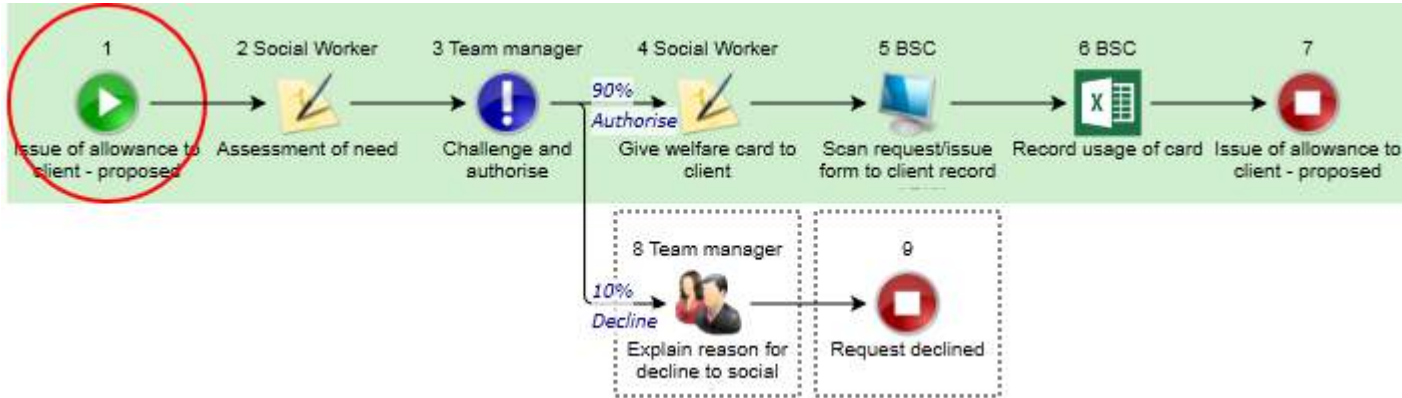 1
Issue of allowance to
client - proposed
2 Social Worker
Assessment of need
3 Team manager
Challenge and
authorise
90%
Authorise
4 Social Worker
Give welfare card to
client
5 BSC
Scan request/issue
form to client record
6 BSC
X
Record usage of card
7
Issue of allowance to
client - proposed
10%
Decline
8 Team manager
Explain reason for
decline to social
9
Request declined